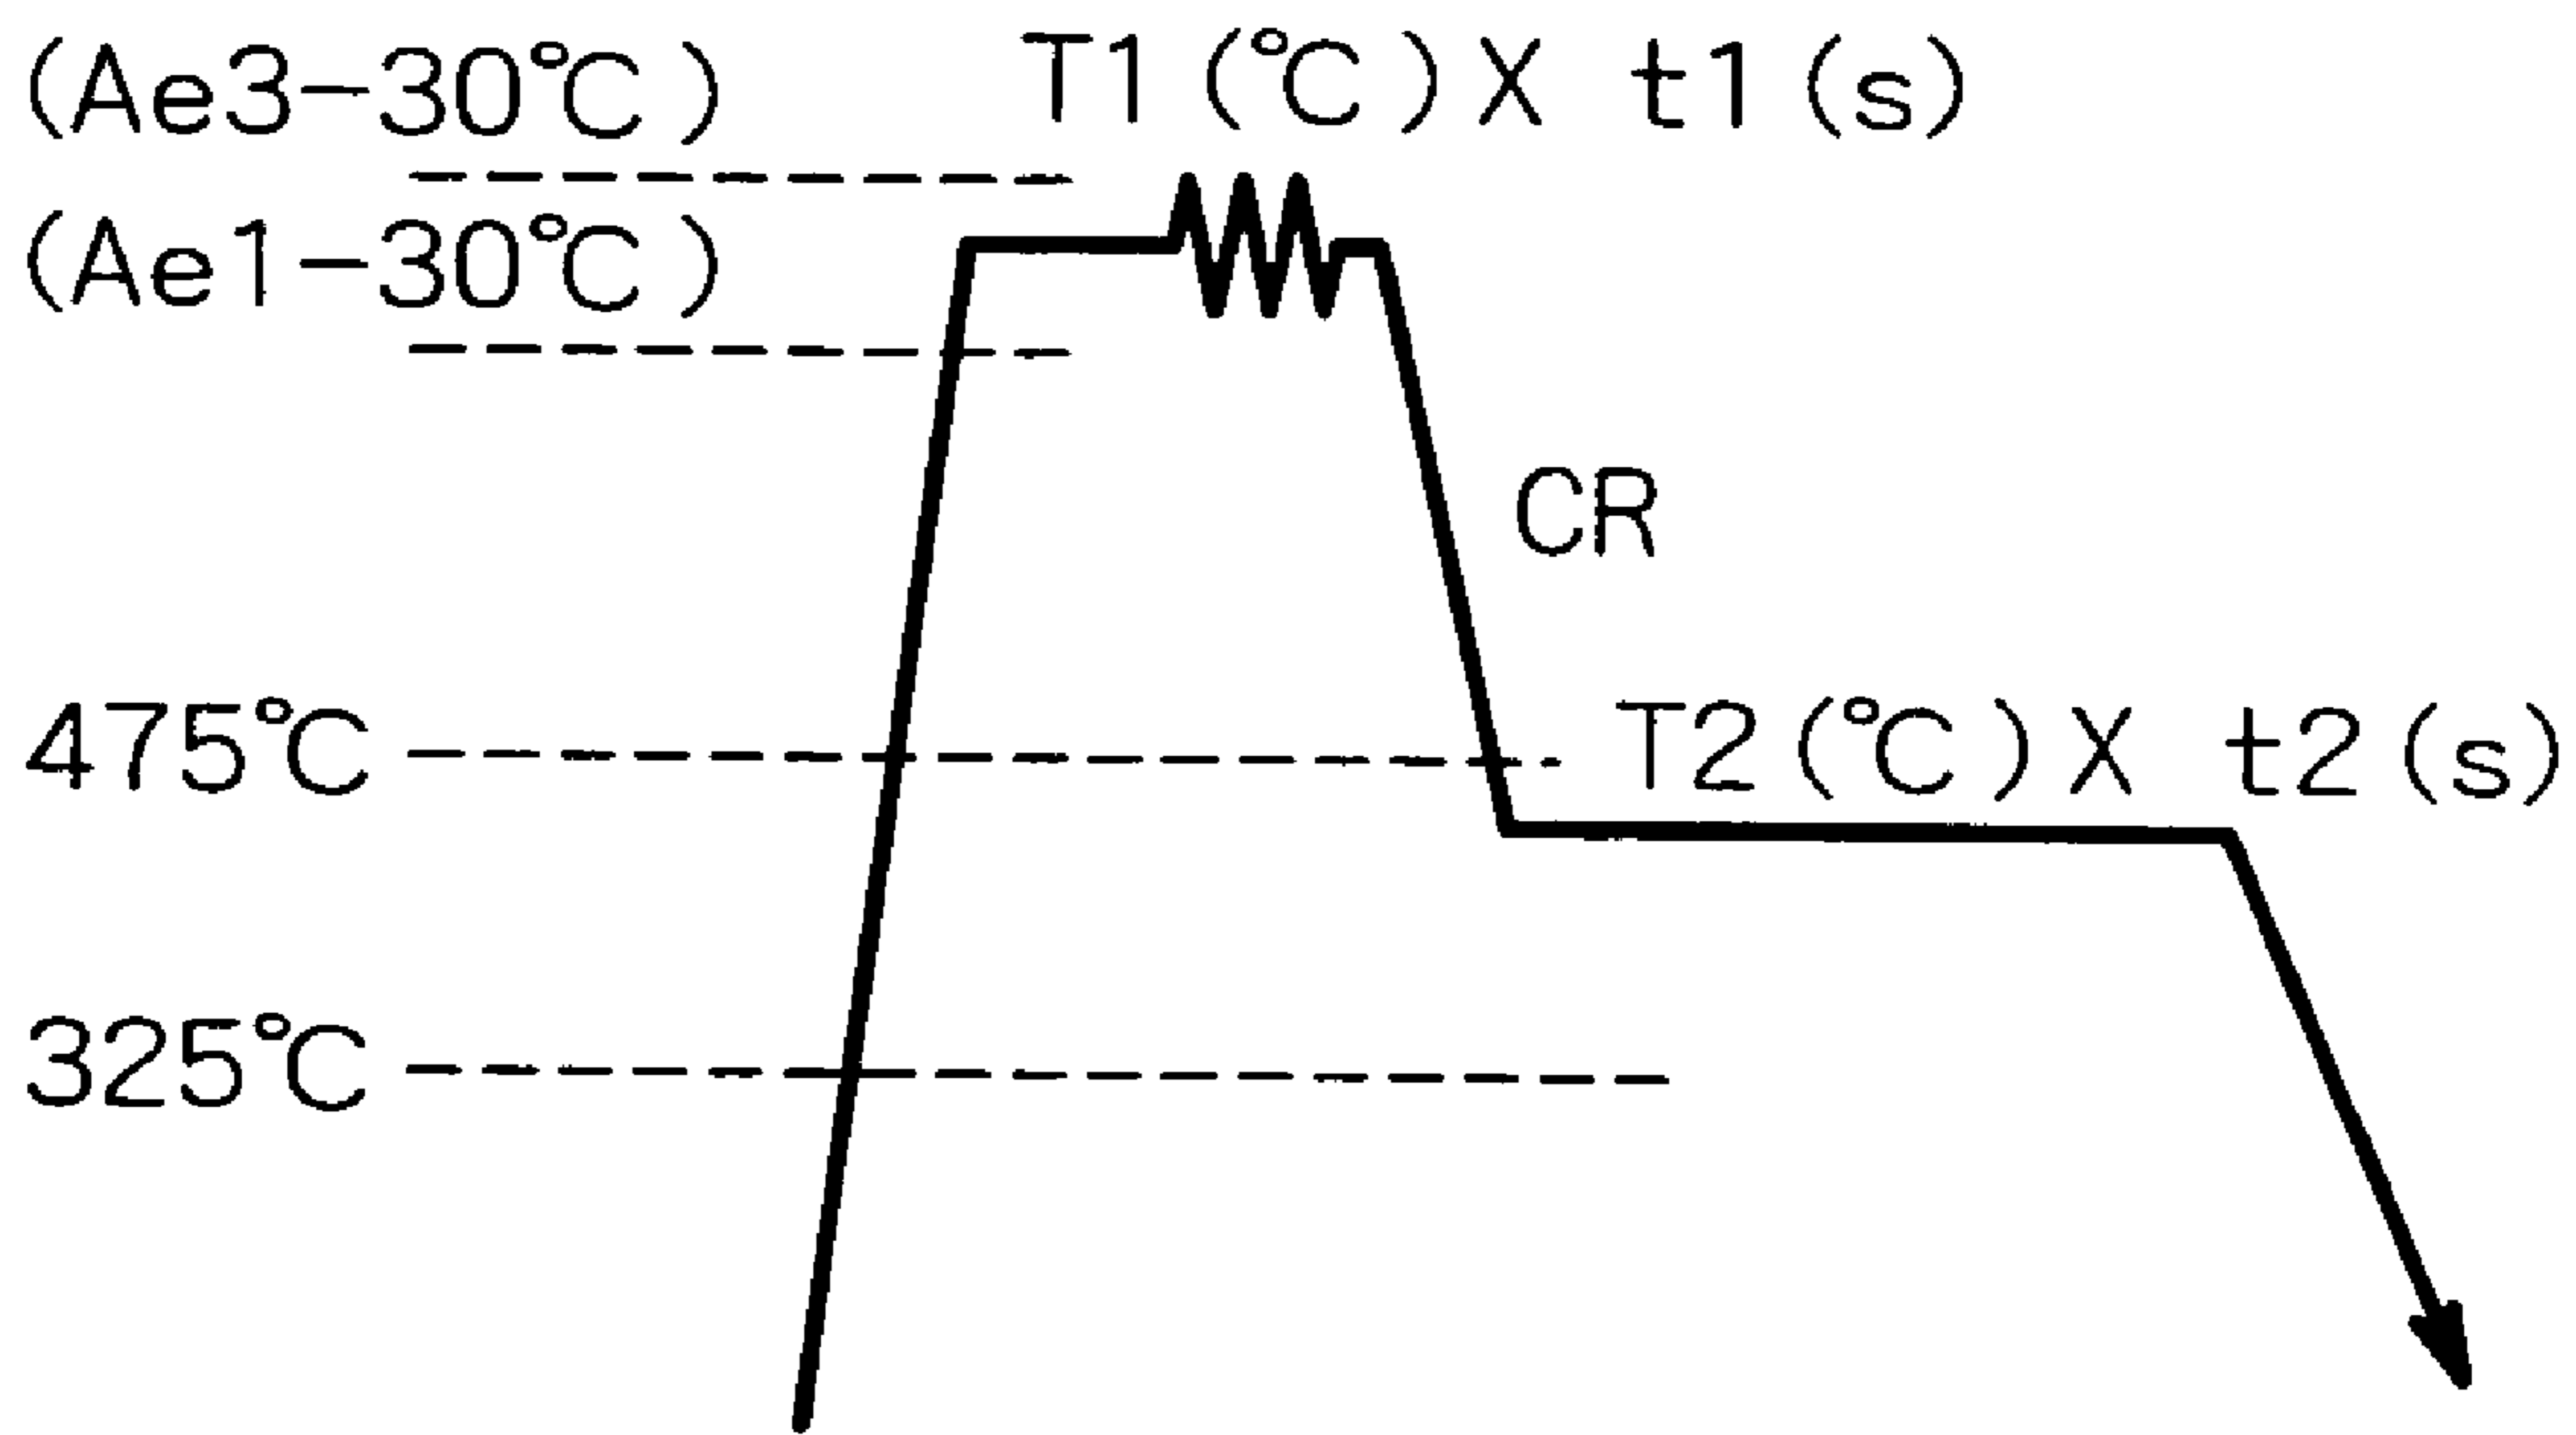 (Ae3−30℃)
T1(℃)X t1(s)
(Ae1−30℃)
CR
475℃
T2(℃)X t2(s)
325℃